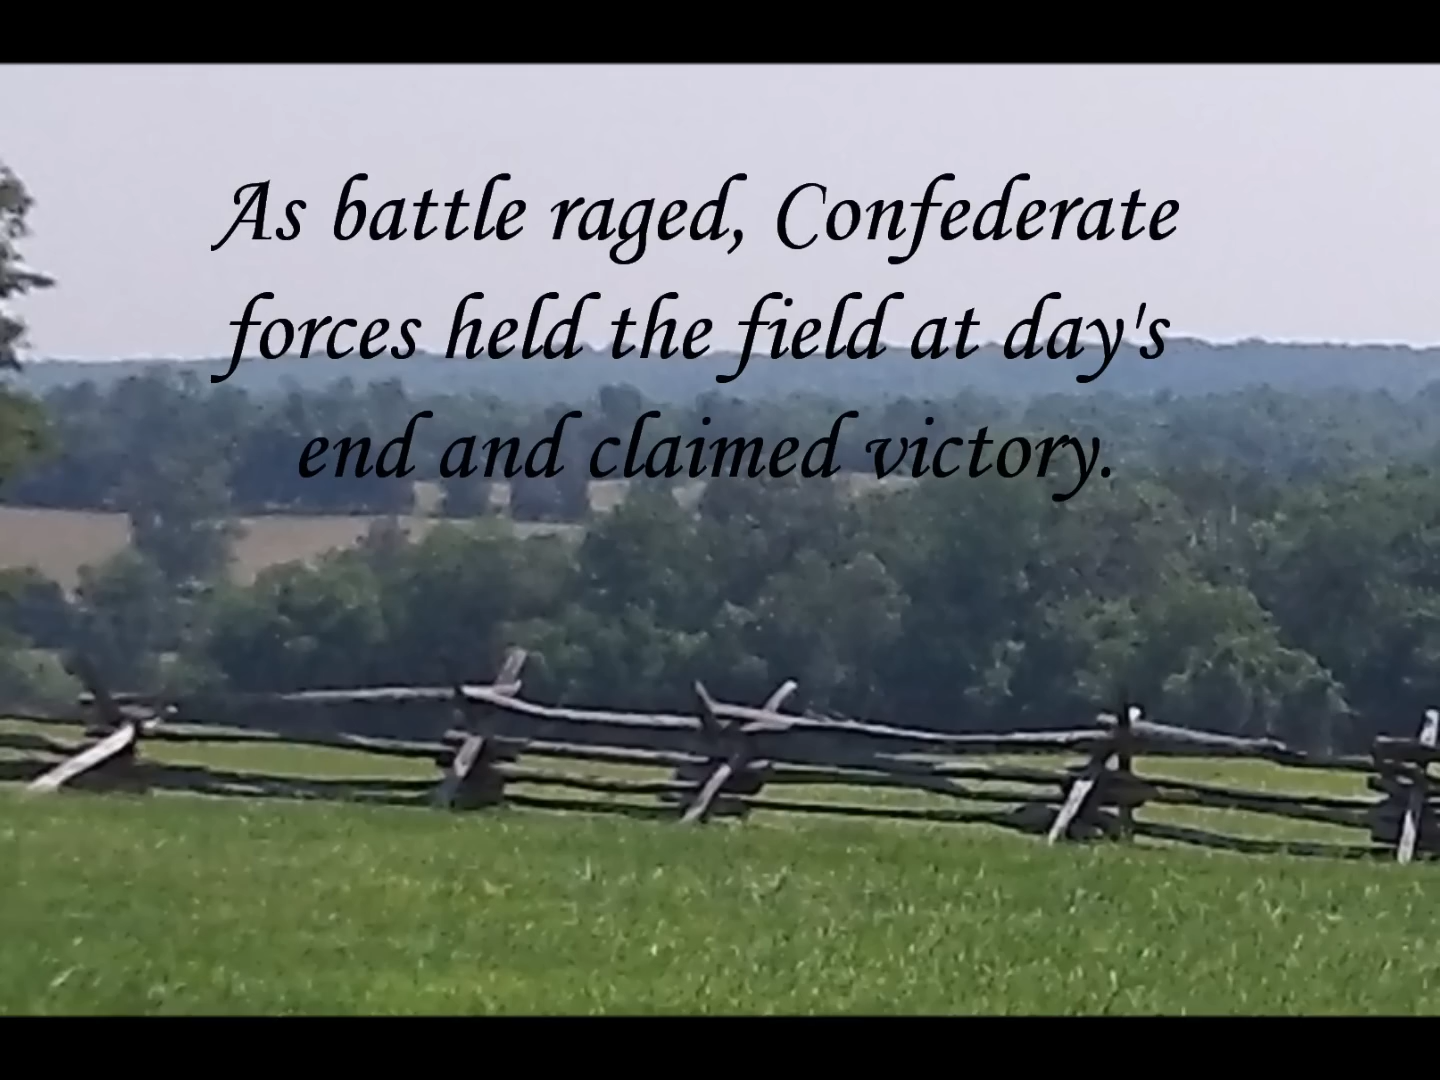 As battle raged, Confederate
forces held the field at day's
end and claimed victory.